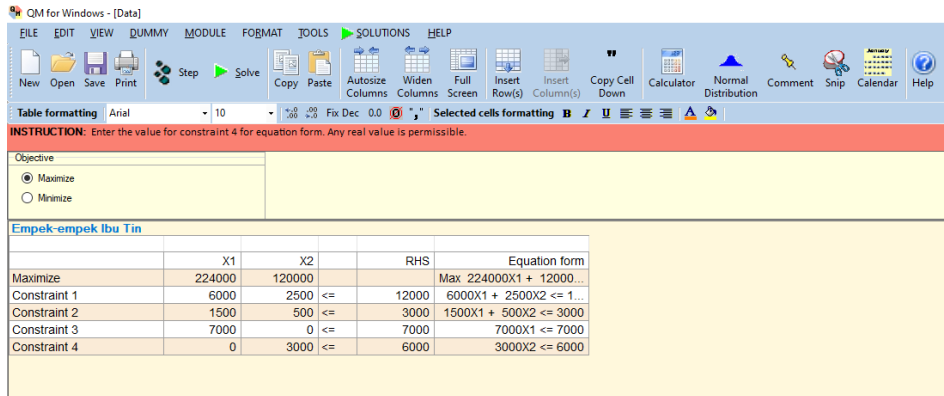 QM for Windows - [Data]
FILE EDIT VIEW DUMMY MODULE FORMAT TOOLS SOLUTIONS HELP
New Open Save Print Step Solve Copy Paste Autosize Columns Widen Columns Full Screen Insert Row(s) Insert Column(s) Copy Cell Down Calculator Normal Distribution Comment Snip Calendar Help
Table formatting Arial 10 Fix Dec 0.0 Selected cells formatting B I U A
INSTRUCTION: Enter the value for constraint 4 for equation form. Any real value is permissible.
Objective
Maximize
Minimize
Empek-empek Ibu Tin
X1 X2 RHS Equation form
Maximize 224000 120000 Max 224000X1 + 12000...
Constraint 1 6000 2500 <= 12000 6000X1 + 2500X2 <= 1...
Constraint 2 1500 500 <= 3000 1500X1 + 500X2 <= 3000
Constraint 3 7000 0 <= 7000 7000X1 <= 7000
Constraint 4 0 3000 <= 6000 3000X2 <= 6000